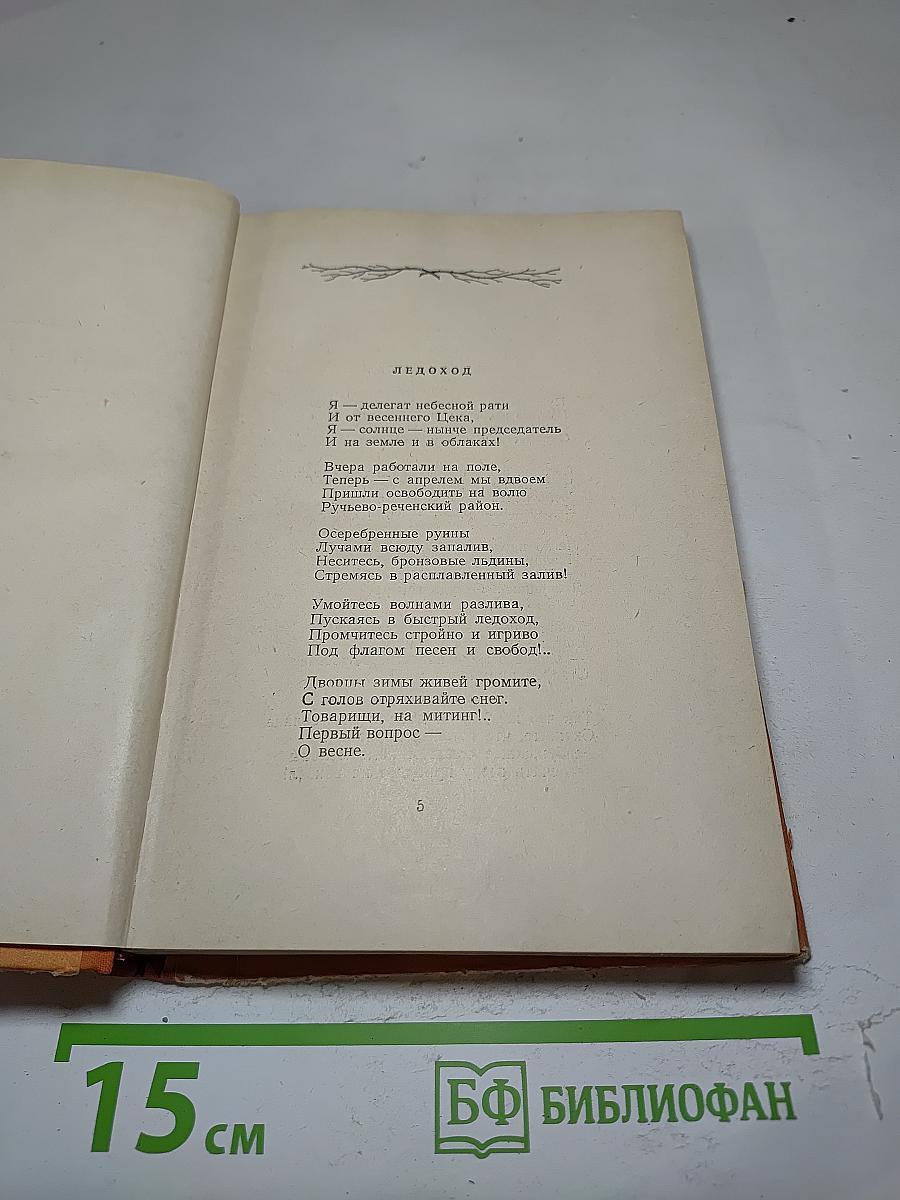 ЛЕДОХОД
Я — делегат небесной рати
И от весеннего Цека,
Я — солнце — нынче председатель
И на земле и в облаках!
Вчера работали на поле,
Теперь — с апрелем мы вдвоем
Пришли освободить на волю
Ручьево-реченский район.
Осеребренные руины
Лучами всюду запалив,
Неситесь, бронзовые льдины,
Стремясь в расплавленный залив!
Умойтесь волнами разлива,
Пускаясь в быстрый ледоход,
Промчитесь стройно и игриво
Под флагом песен и свобод!..
Дворцы зимы живей громите,
С голов отряхивайте снег.
Товарищи, на митинг!..
Первый вопрос —
О весне.
5
15 см
БФ БИБЛИОФАН